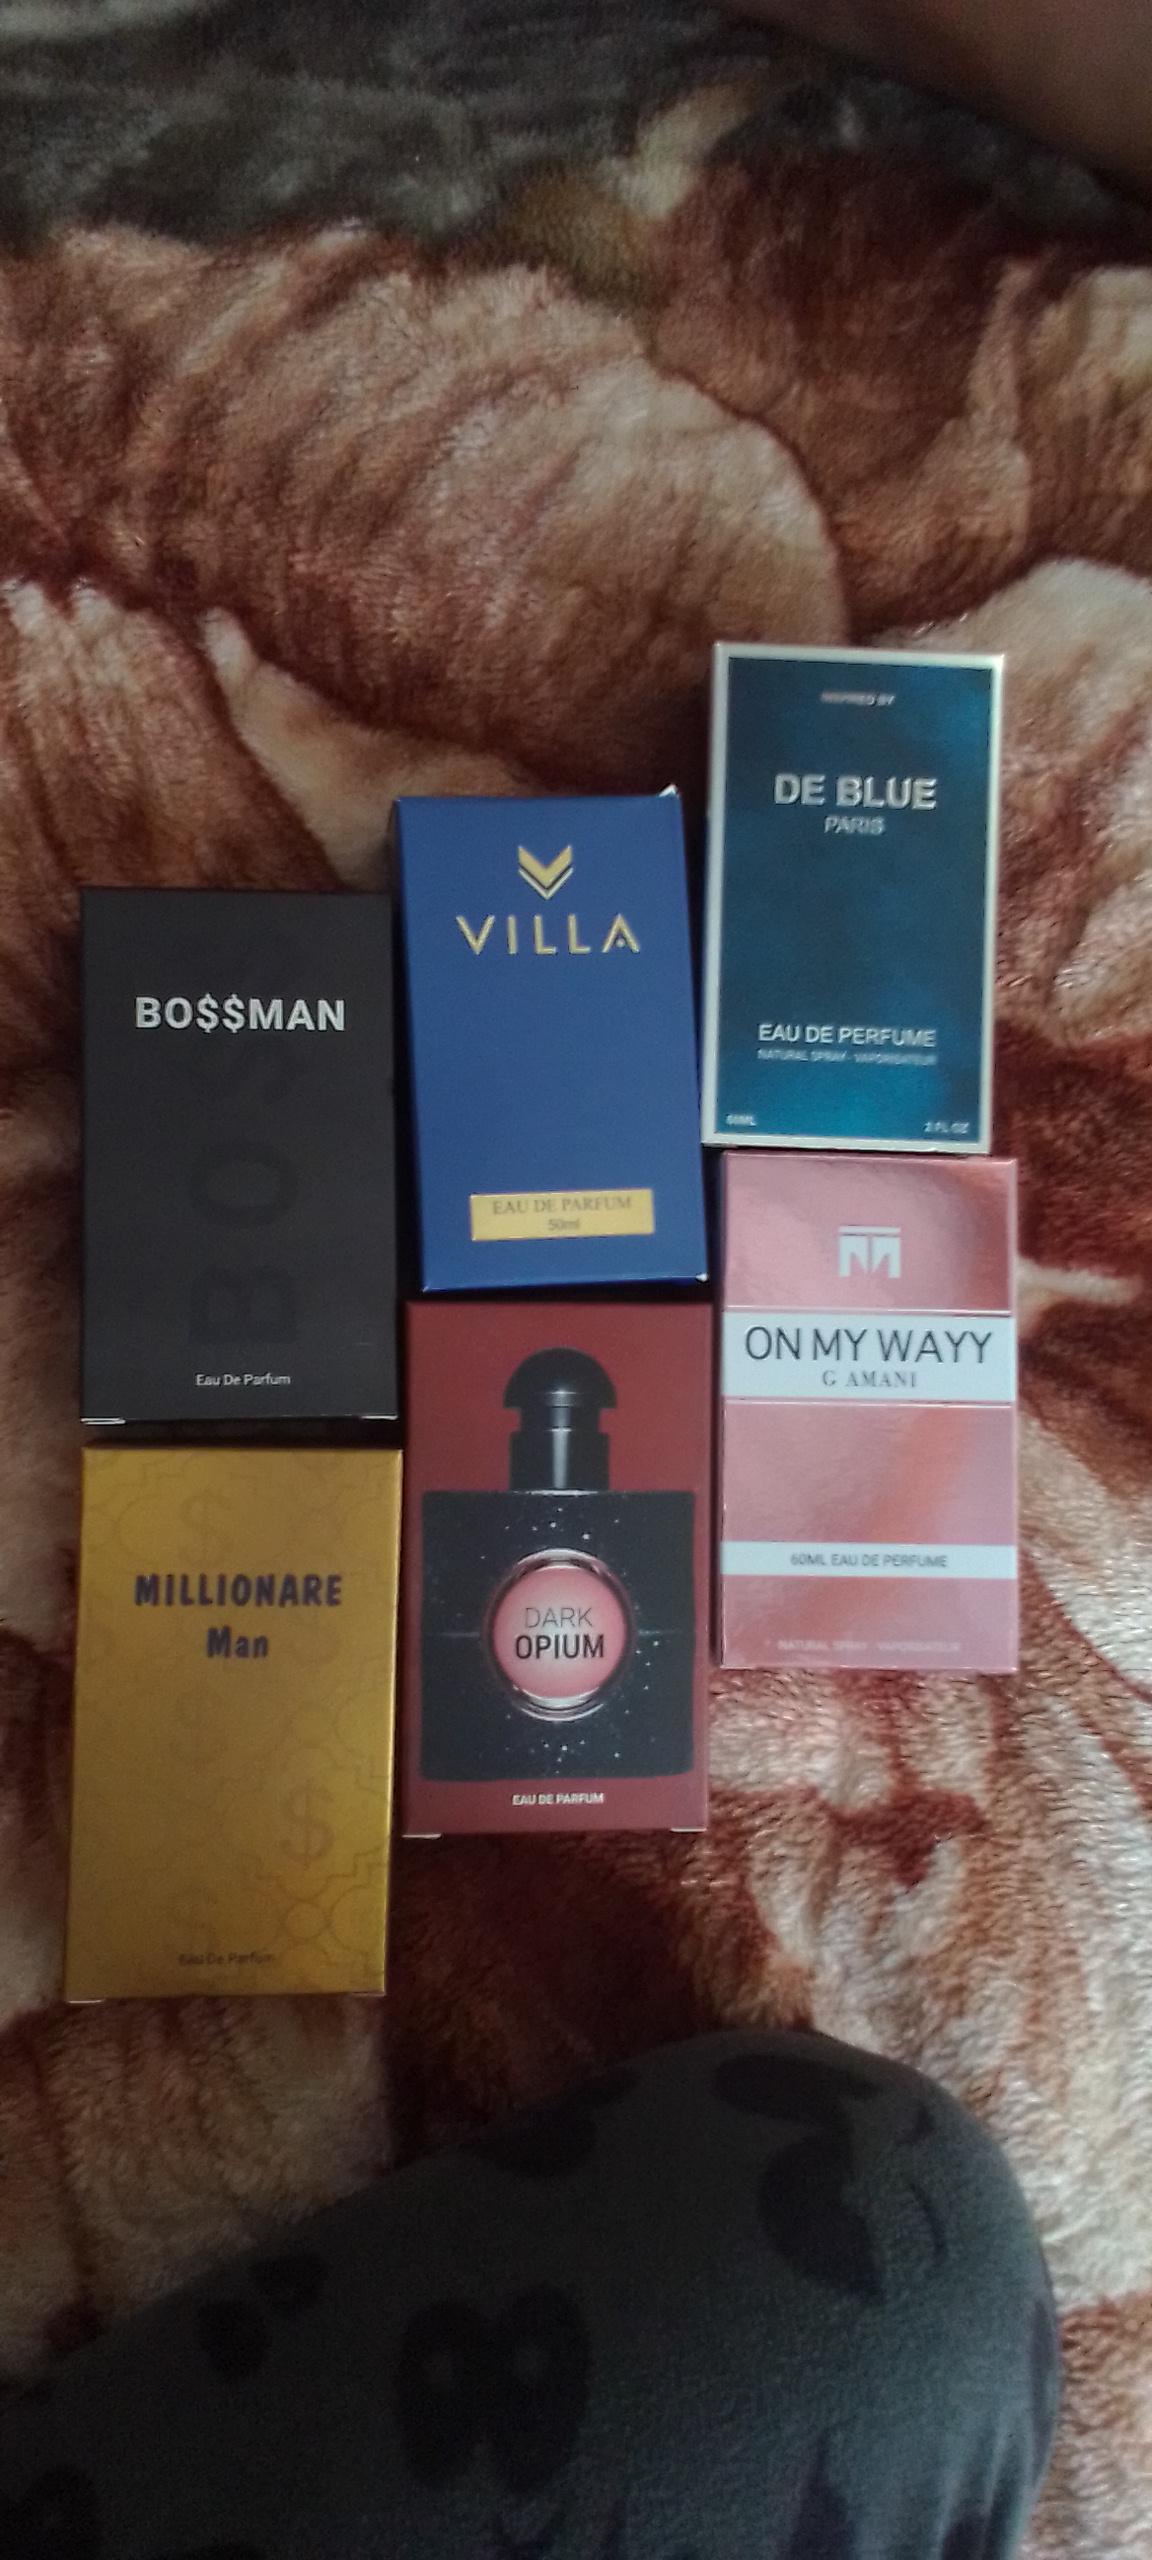 INSPIRED BY
DE BLUE
PARIS
EAU DE PERFUME
NATURAL SPRAY · VAPORISATEUR
60ML
2 FL OZ
VILLA
EAU DE PARFUM
50ml
BO$$MAN
BOSS
Eau De Parfum
ON MY WAYY
G AMANI
60ML EAU DE PERFUME
NATURAL SPRAY · VAPORISATEUR
DARK
OPIUM
EAU DE PARFUM
MILLIONARE
Man
$
$
Eau De Parfum